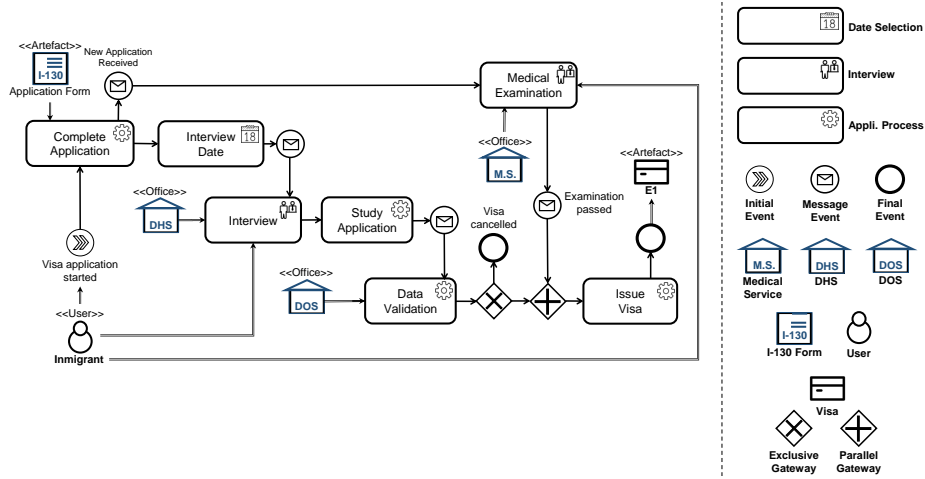 <<Artefact>>
I-130
Application Form
New Application
Received
Complete
Application
Interview
Date
18
Medical
Examination
<<Office>>
M.S.
<<Artefact>>
E1
<<Office>>
DHS
Interview
Study
Application
Visa
cancelled
Examination
passed
Visa application
started
<<Office>>
DOS
Data
Validation
Issue
Visa
<<User>>
Inmigrant
18
Date Selection
Interview
Appli. Process
Initial
Event
Message
Event
Final
Event
M.S.
Medical
Service
DHS
DHS
DOS
DOS
I-130
I-130 Form
User
Visa
Exclusive
Gateway
Parallel
Gateway